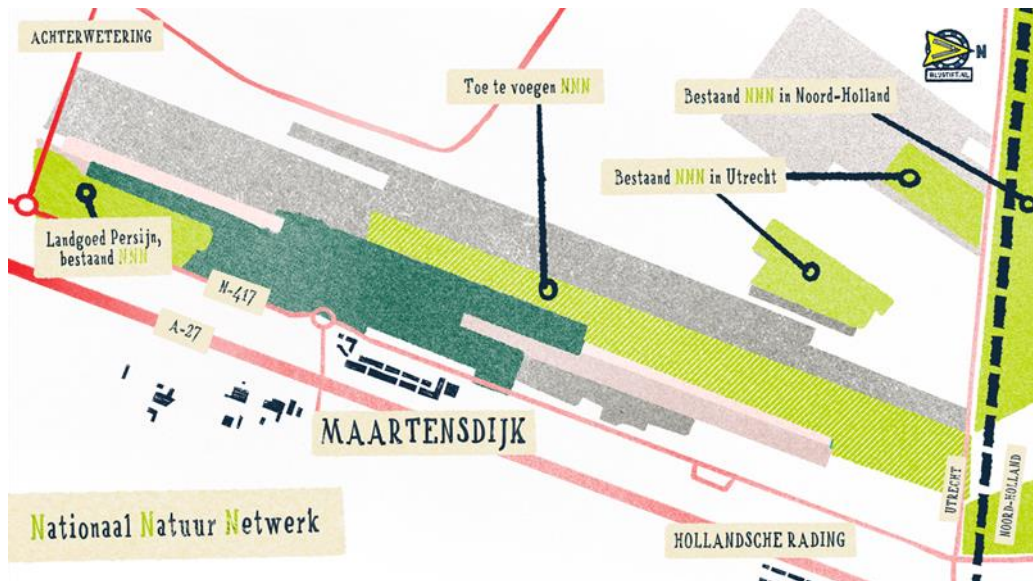 ACHTERWETERING
N
BLIJSTIFT.NL
Toe te voegen NNN
Bestaand NNN in Noord-Holland
Bestaand NNN in Utrecht
Landgoed Persijn,
bestaand NNN
N-417
A-27
MAARTENSDIJK
UTRECHT
NOORD-HOLLAND
Nationaal Natuur Netwerk
HOLLANDSCHE RADING